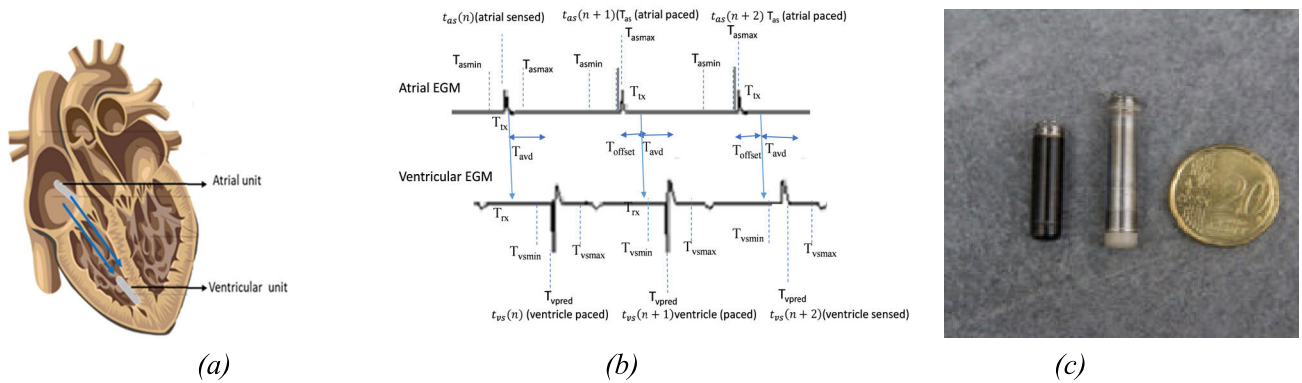 Atrial unit
Ventricular unit
(a)
t_as(n)(atrial sensed)
t_as(n + 1)(T_as (atrial paced)
t_as(n + 2) T_as (atrial paced)
T_asmax
T_asmax
T_asmin
T_asmax
T_asmin
T_asmin
Atrial EGM
T_tx
T_tx
T_tx
T_avd
T_offset
T_avd
T_offset
T_avd
Ventricular EGM
T_rx
T_rx
T_vsmin
T_vsmax
T_vsmin
T_vsmax
T_vsmin
T_vsmax
T_vpred
T_vpred
T_vpred
t_vs(n) (ventricle paced)
t_vs(n + 1)ventricle (paced)
t_vs(n + 2)(ventricle sensed)
(b)
20
(c)